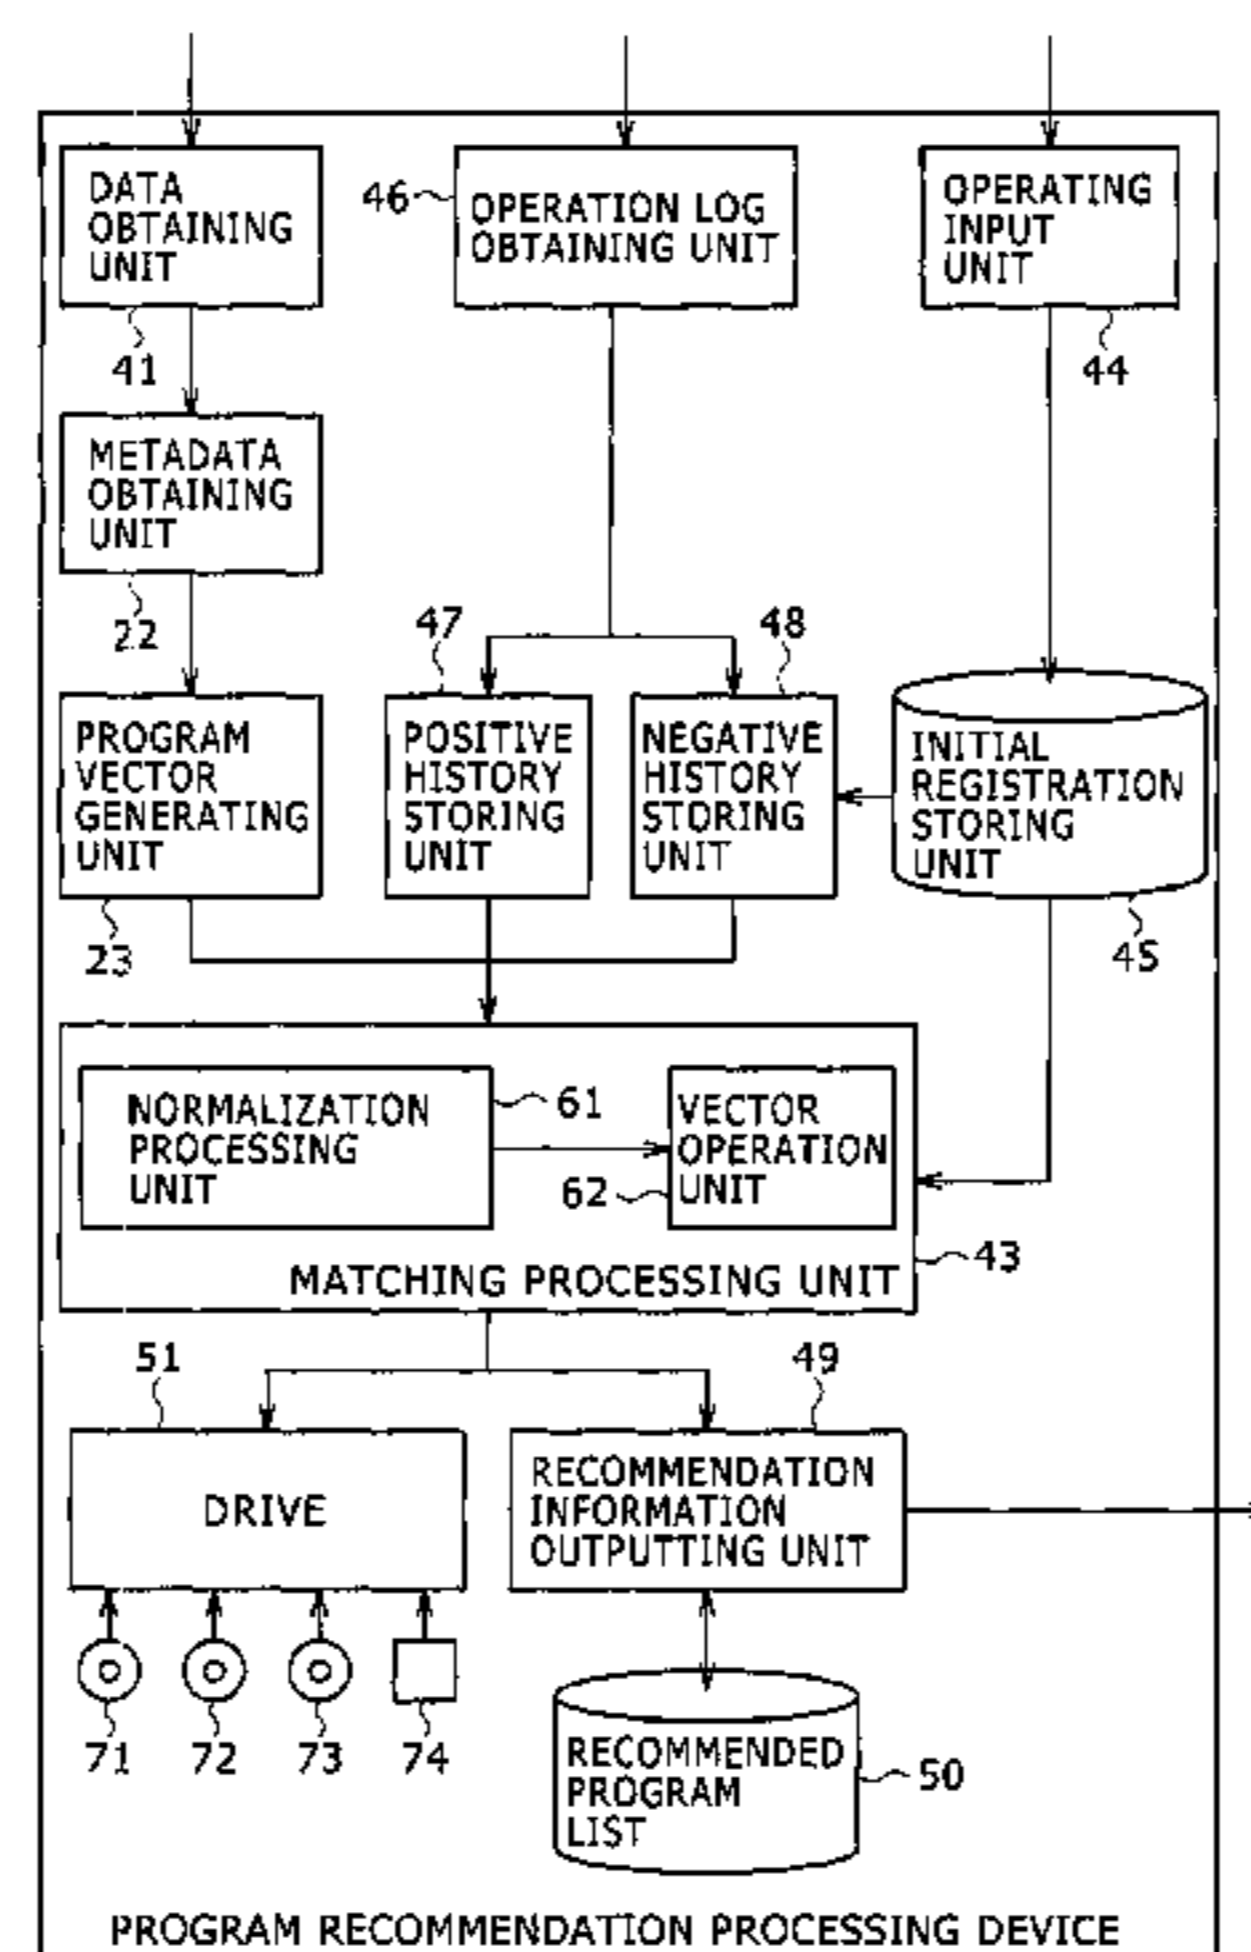 DATA
OBTAINING
UNIT
41
46
OPERATION LOG
OBTAINING UNIT
OPERATING
INPUT
UNIT
44
METADATA
OBTAINING
UNIT
22
47
48
PROGRAM
VECTOR
GENERATING
UNIT
23
POSITIVE
HISTORY
STORING
UNIT
NEGATIVE
HISTORY
STORING
UNIT
INITIAL
REGISTRATION
STORING
UNIT
45
NORMALIZATION
PROCESSING
UNIT
61
VECTOR
OPERATION
UNIT
62
MATCHING PROCESSING UNIT
43
51
49
DRIVE
RECOMMENDATION
INFORMATION
OUTPUTTING UNIT
71
72
73
74
RECOMMENDED
PROGRAM
LIST
50
PROGRAM RECOMMENDATION PROCESSING DEVICE